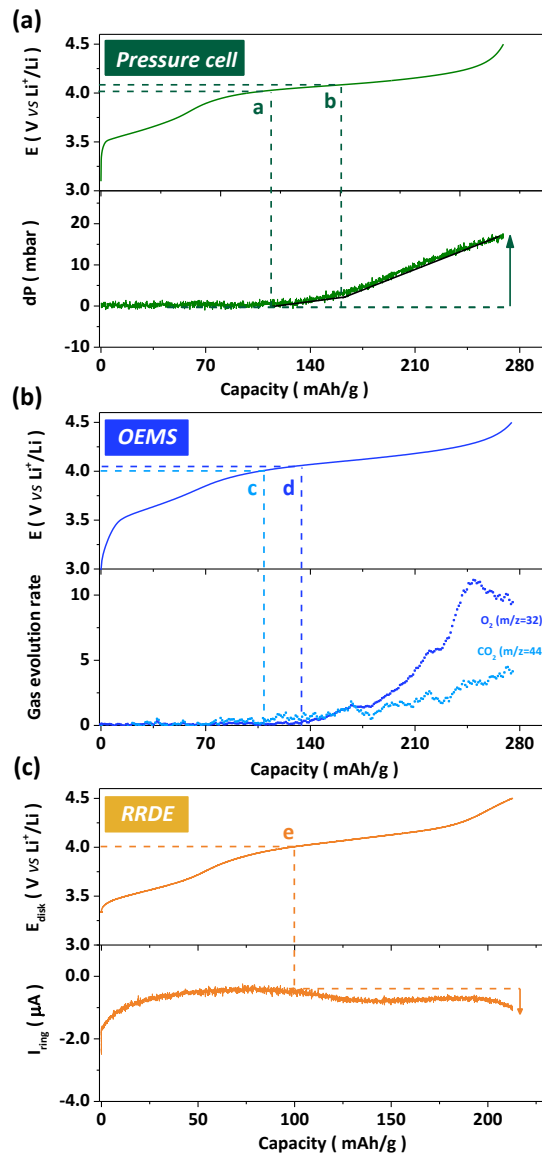 (a)
Pressure cell
E ( V vs Li⁺/Li)
4.5
4.0
3.5
3.0
a
b
dP ( mbar)
20
10
0
-10
0 70 140 210 280
Capacity ( mAh/g )
(b)
OEMS
E ( V vs Li⁺/Li)
4.5
4.0
3.5
3.0
c
d
Gas evolution rate
10
5
0
O₂ (m/z=32)
CO₂ (m/z=44
0 70 140 210 280
Capacity ( mAh/g )
(c)
RRDE
E_disk ( V vs Li⁺/Li)
4.5
4.0
3.5
3.0
e
I_ring ( μA)
0.0
-2.0
-4.0
0 50 100 150 200
Capacity ( mAh/g )